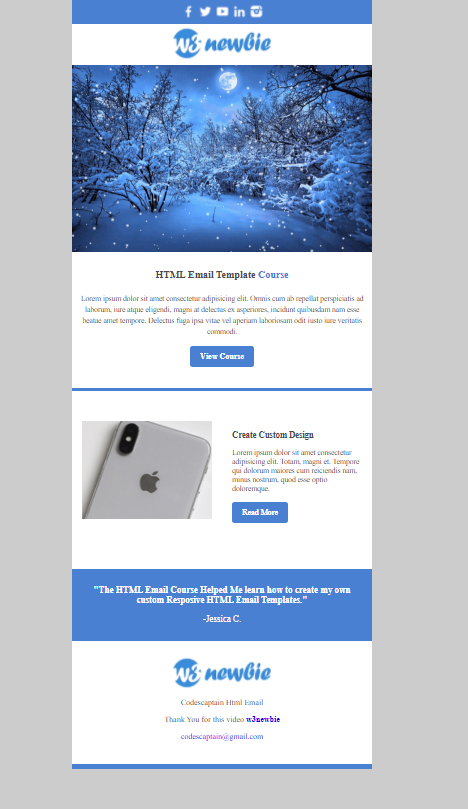 w3 newbie
HTML Email Template Course
Lorem ipsum dolor sit amet consectetur adipisicing elit. Omnis cum ab repellat perspiciatis ad
laborum, iure atque eligendi, magni at delectus ex asperiores, incidunt quibusdam nam esse
beatae amet tempore. Delectus fuga ipsa vitae vel aperiam laboriosam odit iusto iure veritatis
commodi.
View Course
Create Custom Design
Lorem ipsum dolor sit amet consectetur
adipisicing elit. Totam, magni et. Tempore
qui dolorum maiores cum reiciendis nam,
minus nostrum, quod esse optio
doloremque.
Read More
"The HTML Email Course Helped Me learn how to create my own
custom Resposive HTML Email Templates."
-Jessica C.
w3 newbie
Codescaptain Html Email
Thank You for this video w3newbie
codescaptain@gmail.com